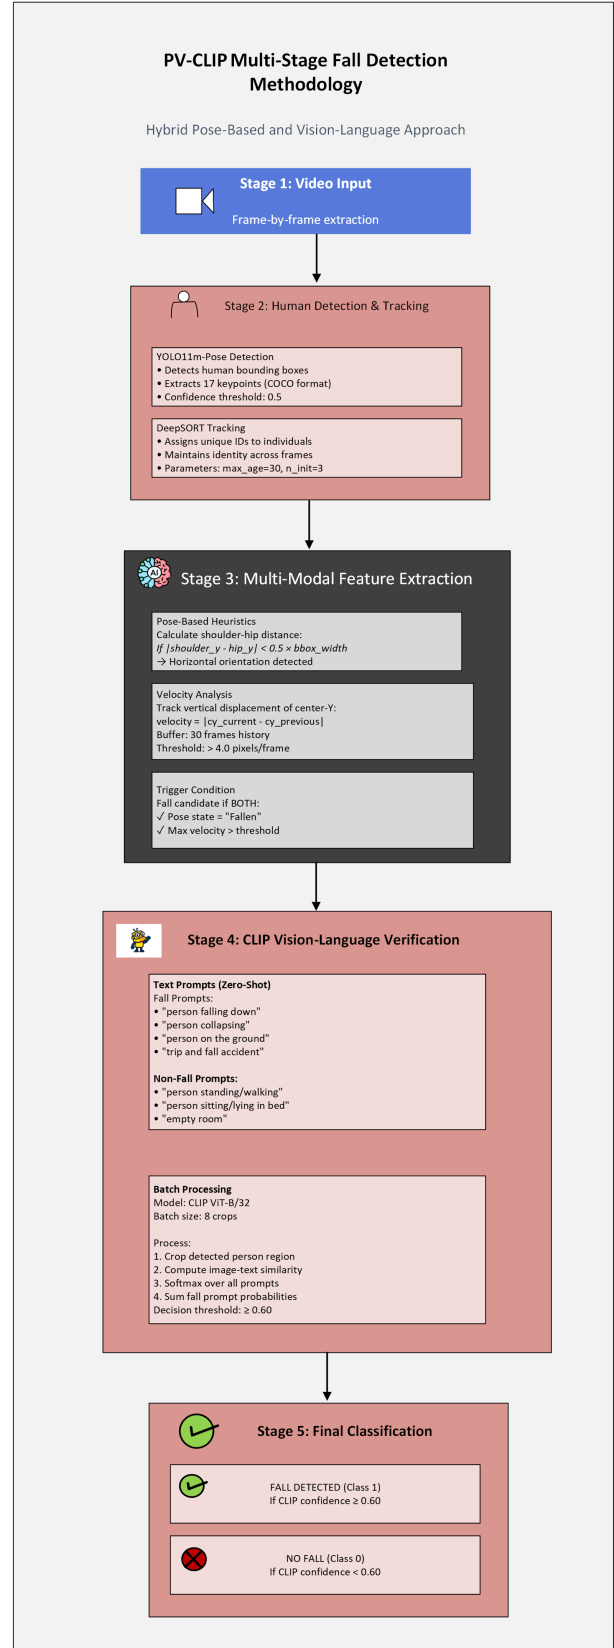 PV-CLIP Multi-Stage Fall Detection
Methodology
Hybrid Pose-Based and Vision-Language Approach
Stage 1: Video Input
Frame-by-frame extraction
Stage 2: Human Detection & Tracking
YOLO11m-Pose Detection
• Detects human bounding boxes
• Extracts 17 keypoints (COCO format)
• Confidence threshold: 0.5
DeepSORT Tracking
• Assigns unique IDs to individuals
• Maintains identity across frames
• Parameters: max_age=30, n_init=3
AI
Stage 3: Multi-Modal Feature Extraction
Pose-Based Heuristics
Calculate shoulder-hip distance:
If |shoulder_y - hip_y| < 0.5 × bbox_width
→ Horizontal orientation detected
Velocity Analysis
Track vertical displacement of center-Y:
velocity = |cy_current - cy_previous|
Buffer: 30 frames history
Threshold: > 4.0 pixels/frame
Trigger Condition
Fall candidate if BOTH:
✓ Pose state = "Fallen"
✓ Max velocity > threshold
Stage 4: CLIP Vision-Language Verification
Text Prompts (Zero-Shot)
Fall Prompts:
• "person falling down"
• "person collapsing"
• "person on the ground"
• "trip and fall accident"
Non-Fall Prompts:
• "person standing/walking"
• "person sitting/lying in bed"
• "empty room"
Batch Processing
Model: CLIP ViT-B/32
Batch size: 8 crops
Process:
1. Crop detected person region
2. Compute image-text similarity
3. Softmax over all prompts
4. Sum fall prompt probabilities
Decision threshold: ≥ 0.60
Stage 5: Final Classification
FALL DETECTED (Class 1)
If CLIP confidence ≥ 0.60
NO FALL (Class 0)
If CLIP confidence < 0.60